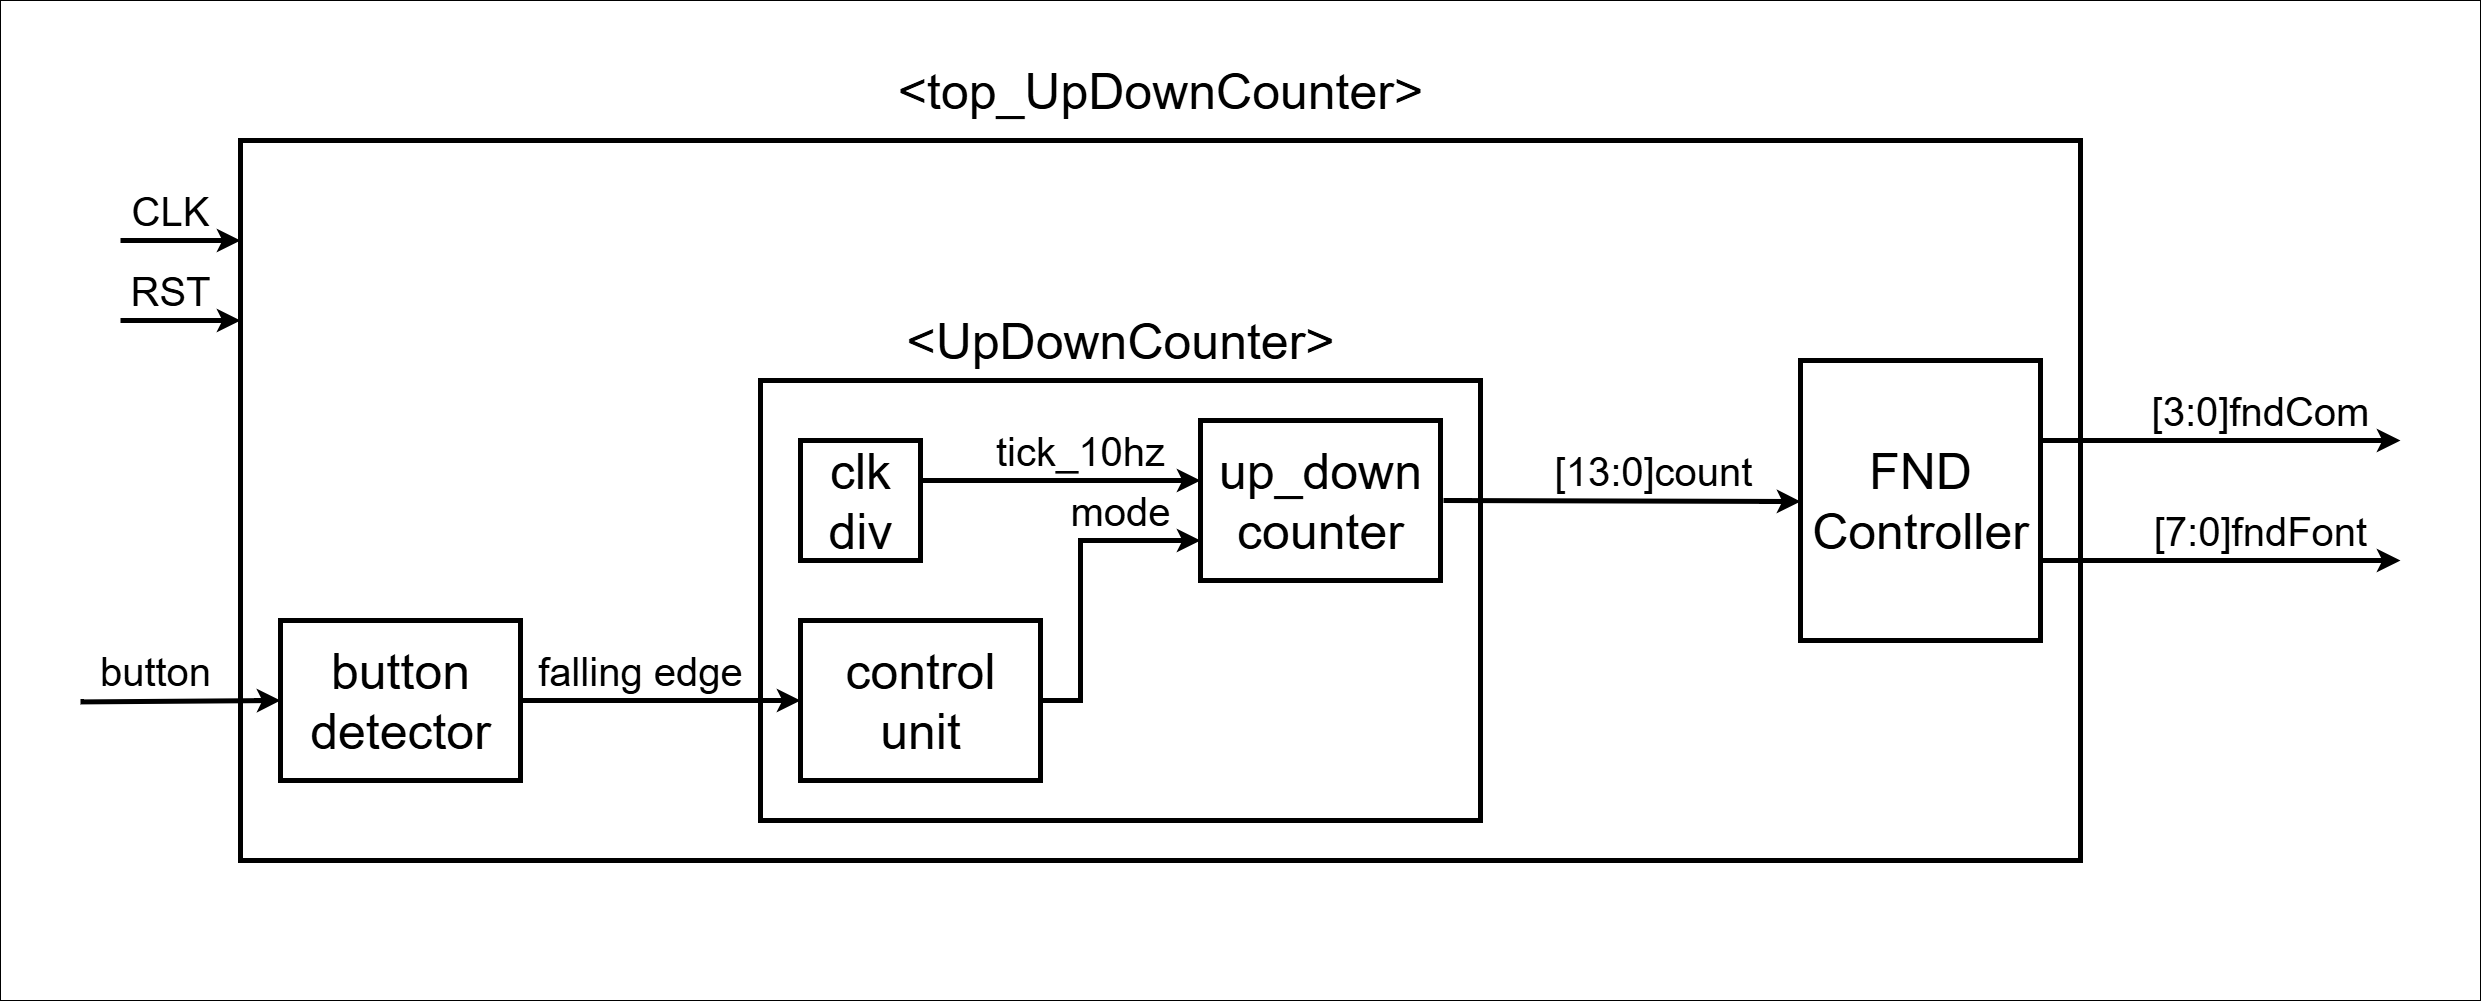 <top_UpDownCounter>
CLK
RST
<UpDownCounter>
clk
div
tick_10hz
mode
up_down
counter
[13:0]count
FND
Controller
[3:0]fndCom
[7:0]fndFont
button
button
detector
falling edge
control
unit